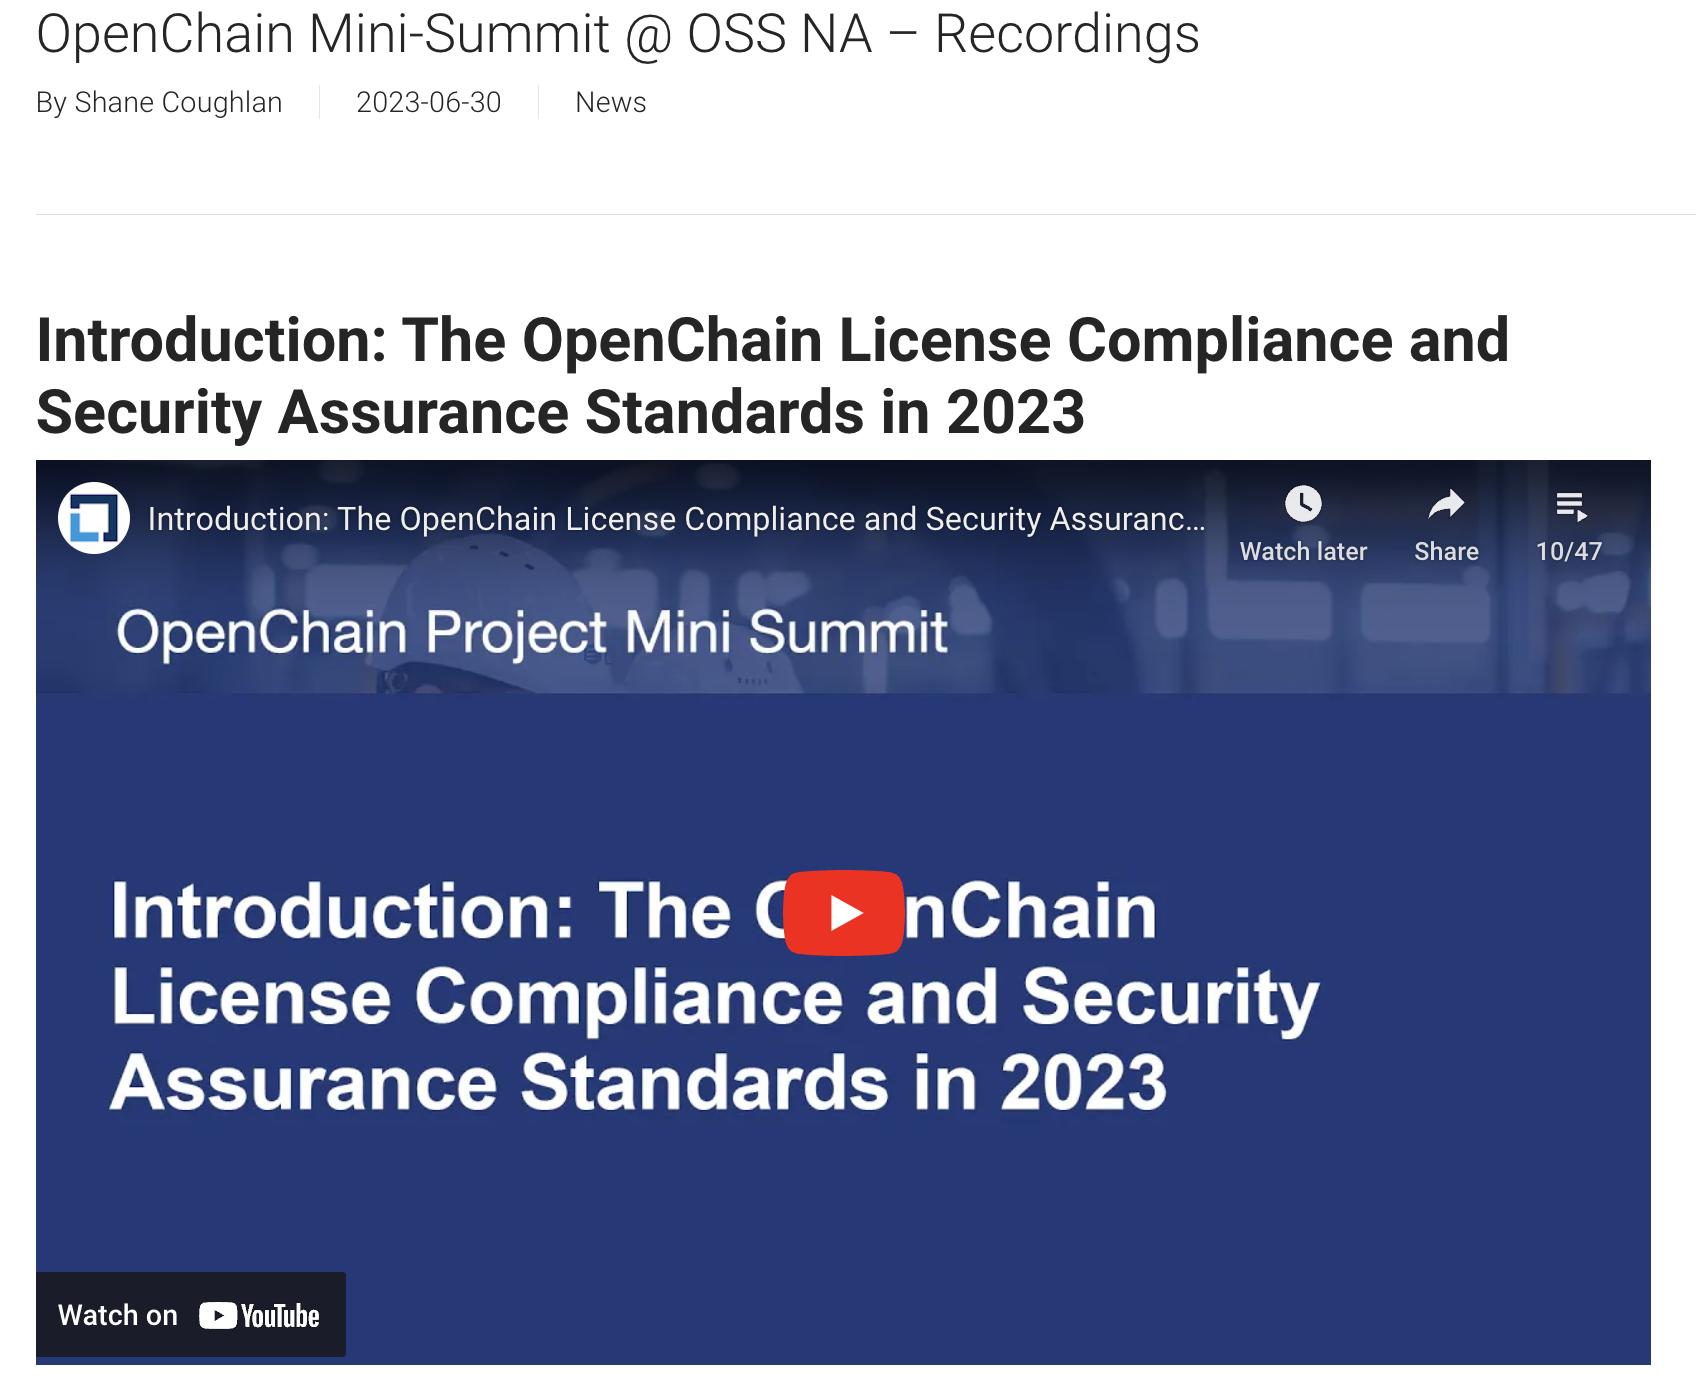 OpenChain Mini-Summit @ OSS NA – Recordings
By Shane Coughlan 2023-06-30 News
Introduction: The OpenChain License Compliance and
Security Assurance Standards in 2023
Introduction: The OpenChain License Compliance and Security Assuranc...
Watch later Share 10/47
OpenChain Project Mini Summit
Introduction: The O nChain
License Compliance and Security
Assurance Standards in 2023
Watch on YouTube